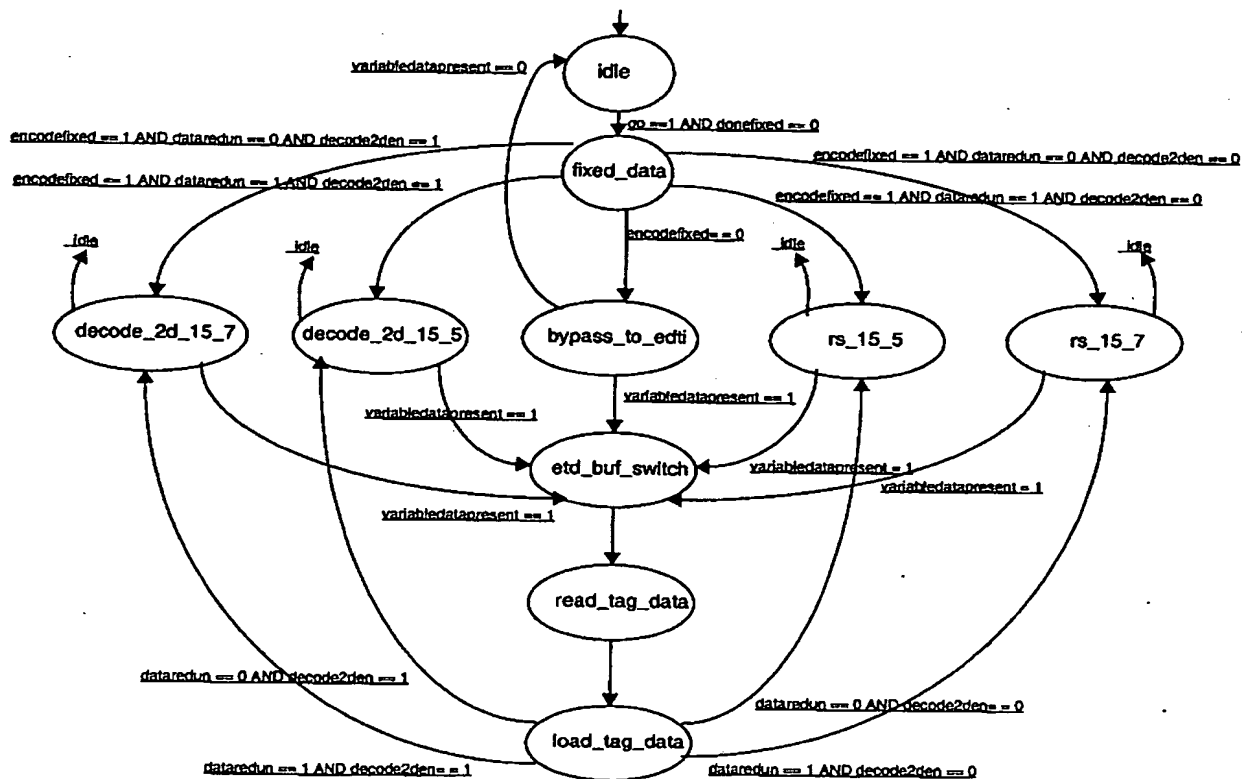 idle
variabledatapresent == 0
go ==1 AND donefixed == 0
encodefixed == 1 AND dataredun == 0 AND decode2den == 1
encodefixed == 1 AND dataredun == 0 AND decode2den == 0
fixed_data
encodefixed == 1 AND dataredun == 1 AND decode2den == 1
encodefixed == 1 AND dataredun == 1 AND decode2den == 0
encodefixed= = 0
idle
idle
idle
idle
decode_2d_15_7
decode_2d_15_5
bypass_to_edti
rs_15_5
rs_15_7
variabledatapresent == 1
variabledatapresent == 1
etd_buf_switch
variabledatapresent = 1
variabledatapresent = 1
variabledatapresent == 1
read_tag_data
dataredun == 0 AND decode2den == 1
dataredun == 0 AND decode2den= = 0
load_tag_data
dataredun == 1 AND decode2den= = 1
dataredun == 1 AND decode2den == 0